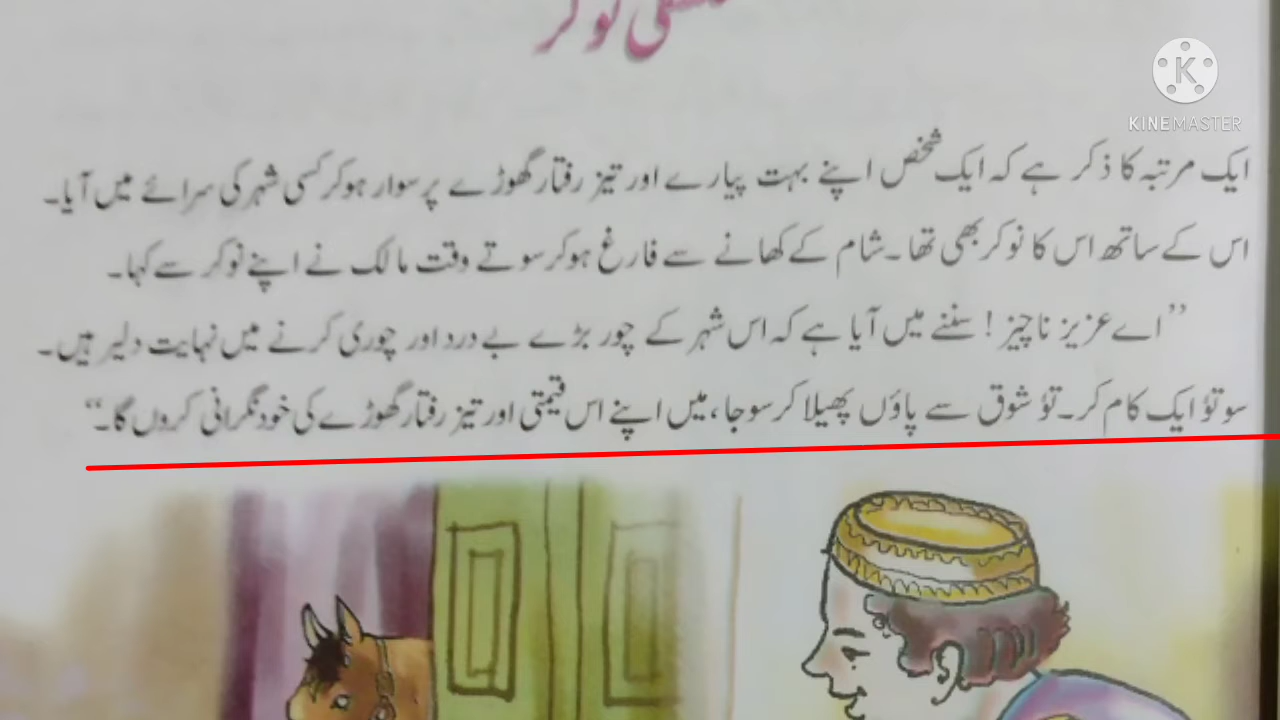 نوکر
KINEMASTER
ایک مرتبہ کا ذکر ہے کہ ایک شخص اپنے بہت پیارے اور تیز رفتار گھوڑے پر سوار ہو کر کسی شہر کی سرائے میں آیا۔
اس کے ساتھ اس کا نوکر بھی تھا۔ شام کے کھانے سے فارغ ہو کر سوتے وقت مالک نے اپنے نوکر سے کہا۔
”اے عزیز ناچیز! سننے میں آیا ہے کہ اس شہر کے چور بڑے بے درد اور چوری کرنے میں نہایت دلیر ہیں۔
سو تُو ایک کام کر۔ تُو شوق سے پاؤں پھیلا کر سو جا، میں اپنے اس قیمتی اور تیز رفتار گھوڑے کی خود نگرانی کروں گا۔“